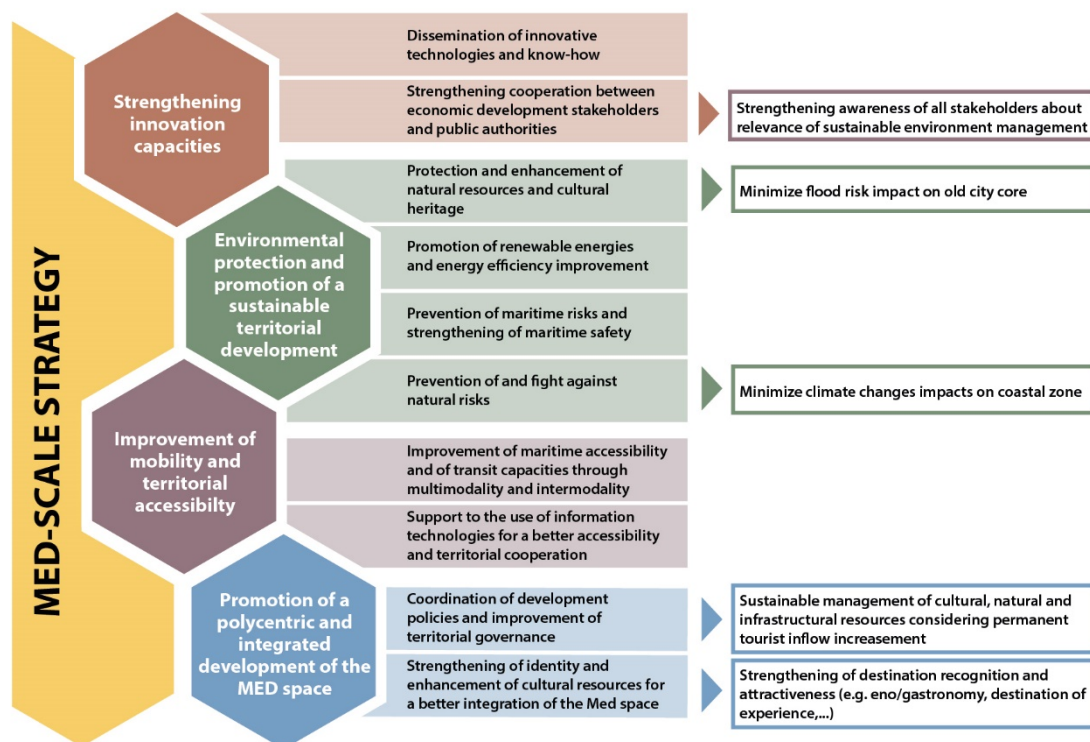 MED-SCALE STRATEGY
Strengthening
innovation
capacities
Dissemination of innovative
technologies and know-how
Strengthening cooperation between
economic development stakeholders
and public authorities
Strengthening awareness of all stakeholders about
relevance of sustainable environment management
Environmental
protection and
promotion of a
sustainable
territorial
development
Protection and enhancement of
natural resources and cultural
heritage
Minimize flood risk impact on old city core
Promotion of renewable energies
and energy efficiency improvement
Prevention of maritime risks and
strengthening of maritime safety
Prevention of and fight against
natural risks
Minimize climate changes impacts on coastal zone
Improvement of
mobility and
territorial
accessibilty
Improvement of maritime accessibility
and of transit capacities through
multimodality and intermodality
Support to the use of information
technologies for a better accessibility
and territorial cooperation
Promotion of a
polycentric and
integrated
development of the
MED space
Coordination of development
policies and improvement of
territorial governance
Sustainable management of cultural, natural and
infrastructural resources considering permanent
tourist inflow increasement
Strengthening of identity and
enhancement of cultural resources for
a better integration of the Med space
Strengthening of destination recognition and
attractiveness (e.g. eno/gastronomy, destination of
experience,...)